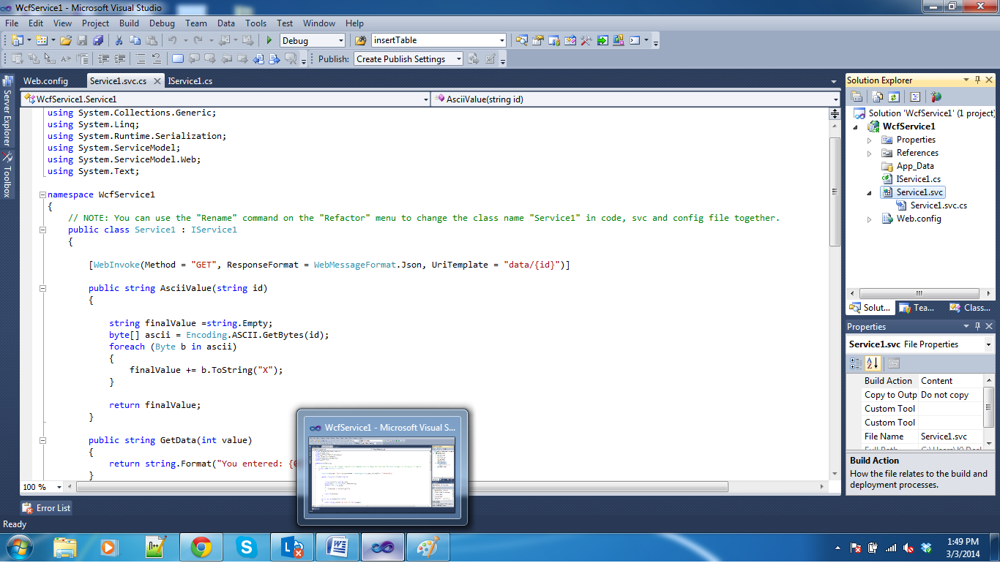 WcfService1 - Microsoft Visual Studio
File Edit View Project Build Debug Team Data Tools Test Window Help
Debug insertTable
Publish: Create Publish Settings
Server Explorer
Toolbox
Web.config Service1.svc.cs IService1.cs
WcfService1.Service1 AsciiValue(string id)
using System.Collections.Generic;
using System.Linq;
using System.Runtime.Serialization;
using System.ServiceModel;
using System.ServiceModel.Web;
using System.Text;
namespace WcfService1
{
// NOTE: You can use the "Rename" command on the "Refactor" menu to change the class name "Service1" in code, svc and config file together.
public class Service1 : IService1
{
[WebInvoke(Method = "GET", ResponseFormat = WebMessageFormat.Json, UriTemplate = "data/{id}")]
public string AsciiValue(string id)
{
string finalValue =string.Empty;
byte[] ascii = Encoding.ASCII.GetBytes(id);
foreach (Byte b in ascii)
{
finalValue += b.ToString("X");
}
return finalValue;
}
public string GetData(int value)
{
return string.Format("You entered: {0
}
100 %
Error List
Ready
Solution Explorer
Solution 'WcfService1' (1 project)
WcfService1
Properties
References
App_Data
IService1.cs
Service1.svc
Service1.svc.cs
Web.config
Solut... Tea... Class...
Properties
Service1.svc File Properties
Build Action Content
Copy to Outp Do not copy
Custom Tool
Custom Tool
File Name Service1.svc
Build Action
How the file relates to the build and
deployment processes.
WcfService1 - Microsoft Visual S...
1:49 PM
3/3/2014